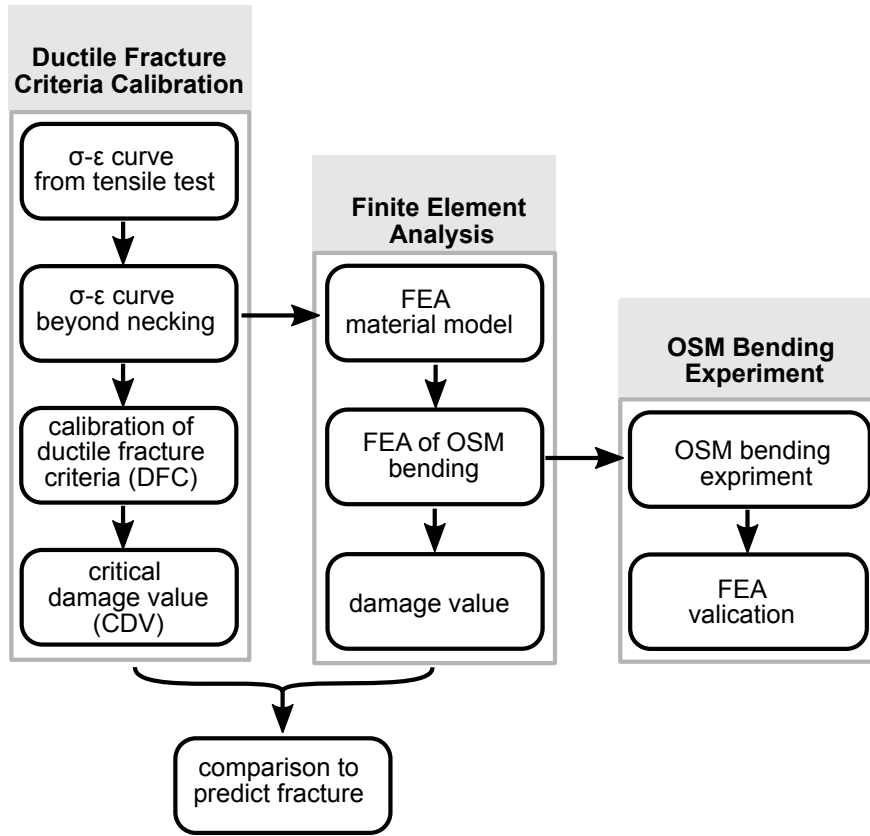 Ductile Fracture
Criteria Calibration
σ-ε curve
from tensile test
σ-ε curve
beyond necking
calibration of
ductile fracture
criteria (DFC)
critical
damage value
(CDV)
Finite Element
Analysis
FEA
material model
FEA of OSM
bending
damage value
OSM Bending
Experiment
OSM bending
expriment
FEA
valication
comparison to
predict fracture